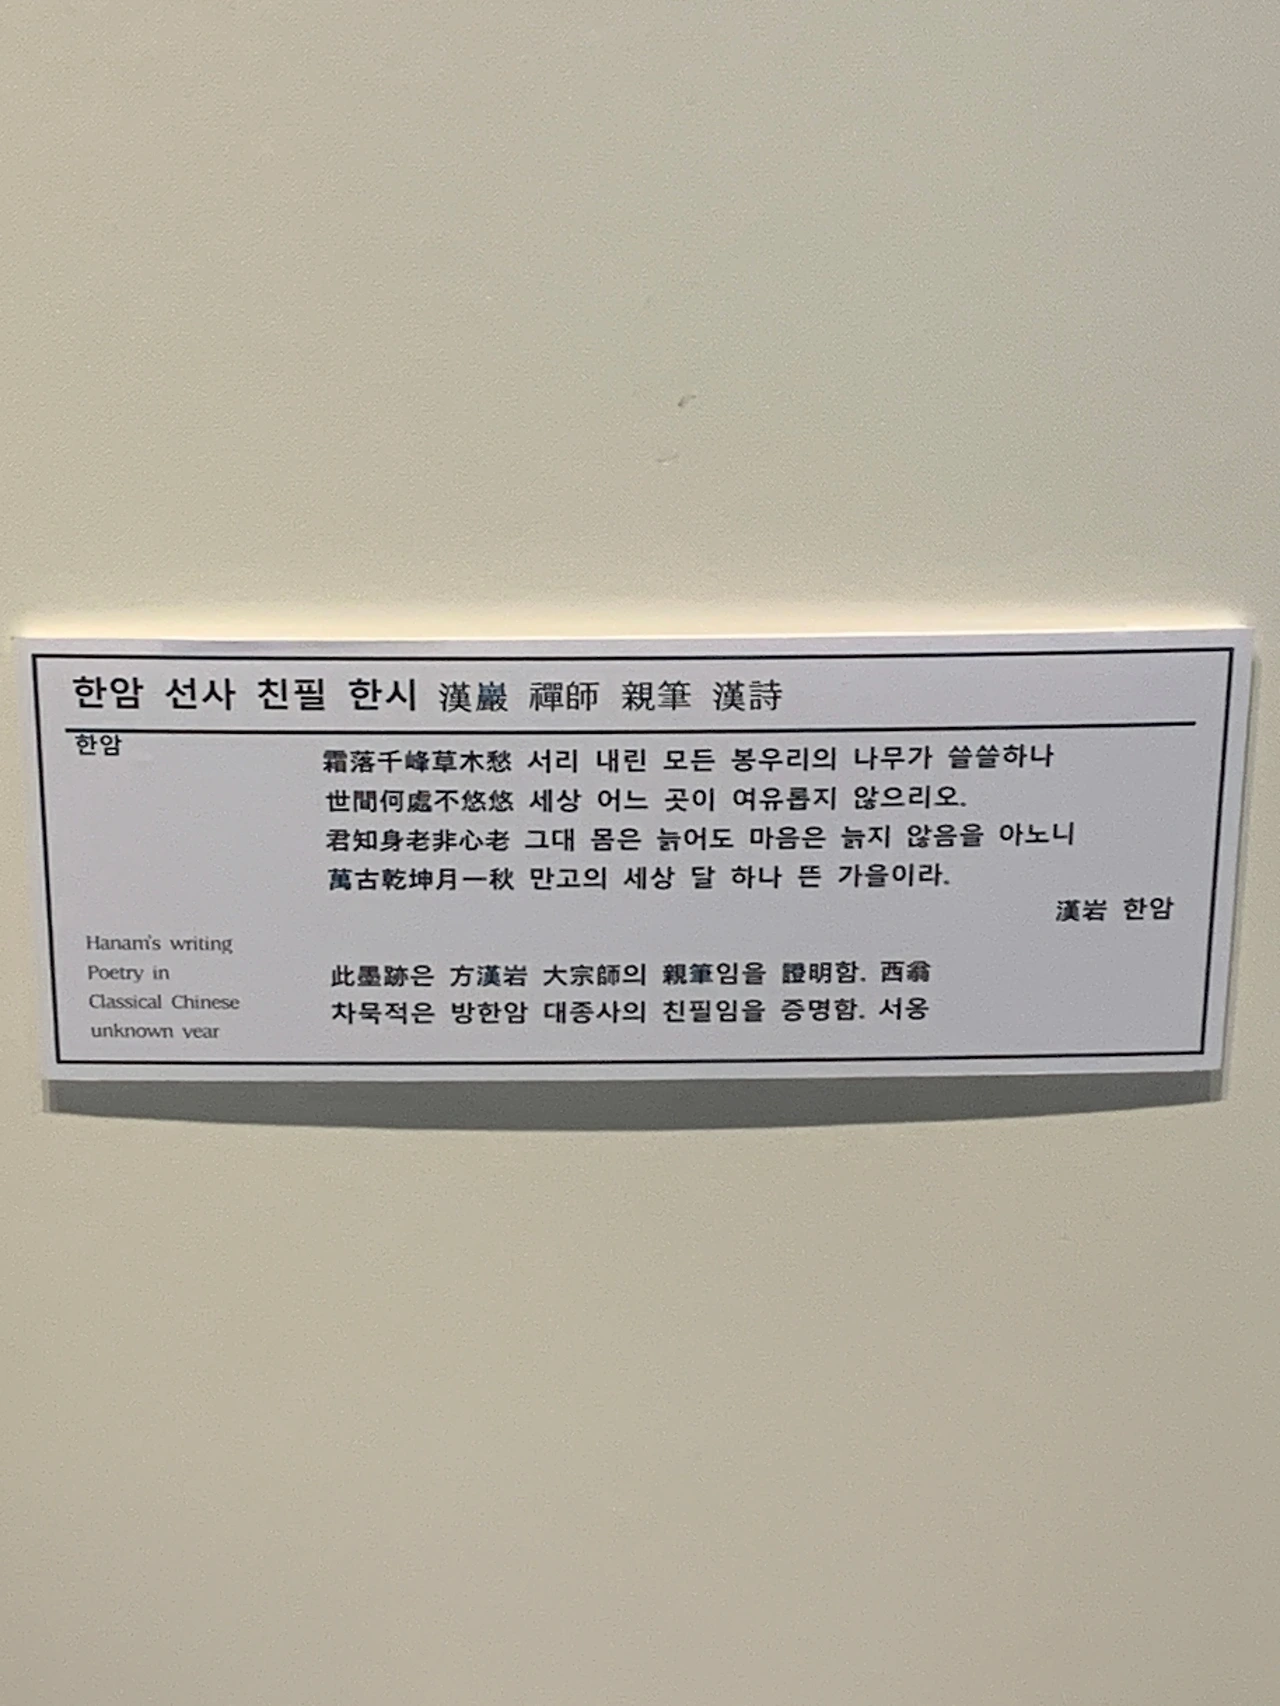 한암 선사 친필 한시 漢巖 禪師 親筆 漢詩
한암
霜落千峰草木愁 서리 내린 모든 봉우리의 나무가 쓸쓸하나
世間何處不悠悠 세상 어느 곳이 여유롭지 않으리오.
君知身老非心老 그대 몸은 늙어도 마음은 늙지 않음을 아노니
萬古乾坤月一秋 만고의 세상 달 하나 뜬 가을이라.
漢岩 한암
Hanam's writing
Poetry in
Classical Chinese
unknown year
此墨跡은 方漢岩 大宗師의 親筆임을 證明함. 西翁
차묵적은 방한암 대종사의 친필임을 증명함. 서옹